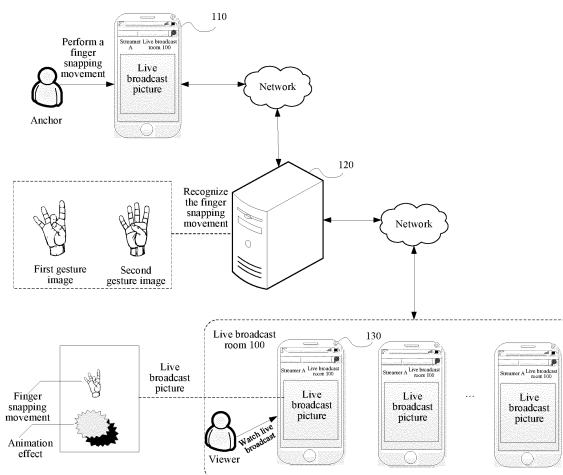 110
Streamer Live broadcast
A room 100
Perform a
finger
snapping
movement
Live
broadcast
picture
Anchor
Network
120
Recognize
the finger
snapping
movement
First gesture
image
Second
gesture image
Network
Live broadcast
room 100
130
Streamer A Live broadcast
room 100
Live
broadcast
picture
Streamer A Live broadcast
room 100
Live
broadcast
picture
...
Streamer A Live broadcast
room 100
Live
broadcast
picture
Live
broadcast
picture
Finger
snapping
movement
Animation
effect
Viewer
Watch live
broadcast